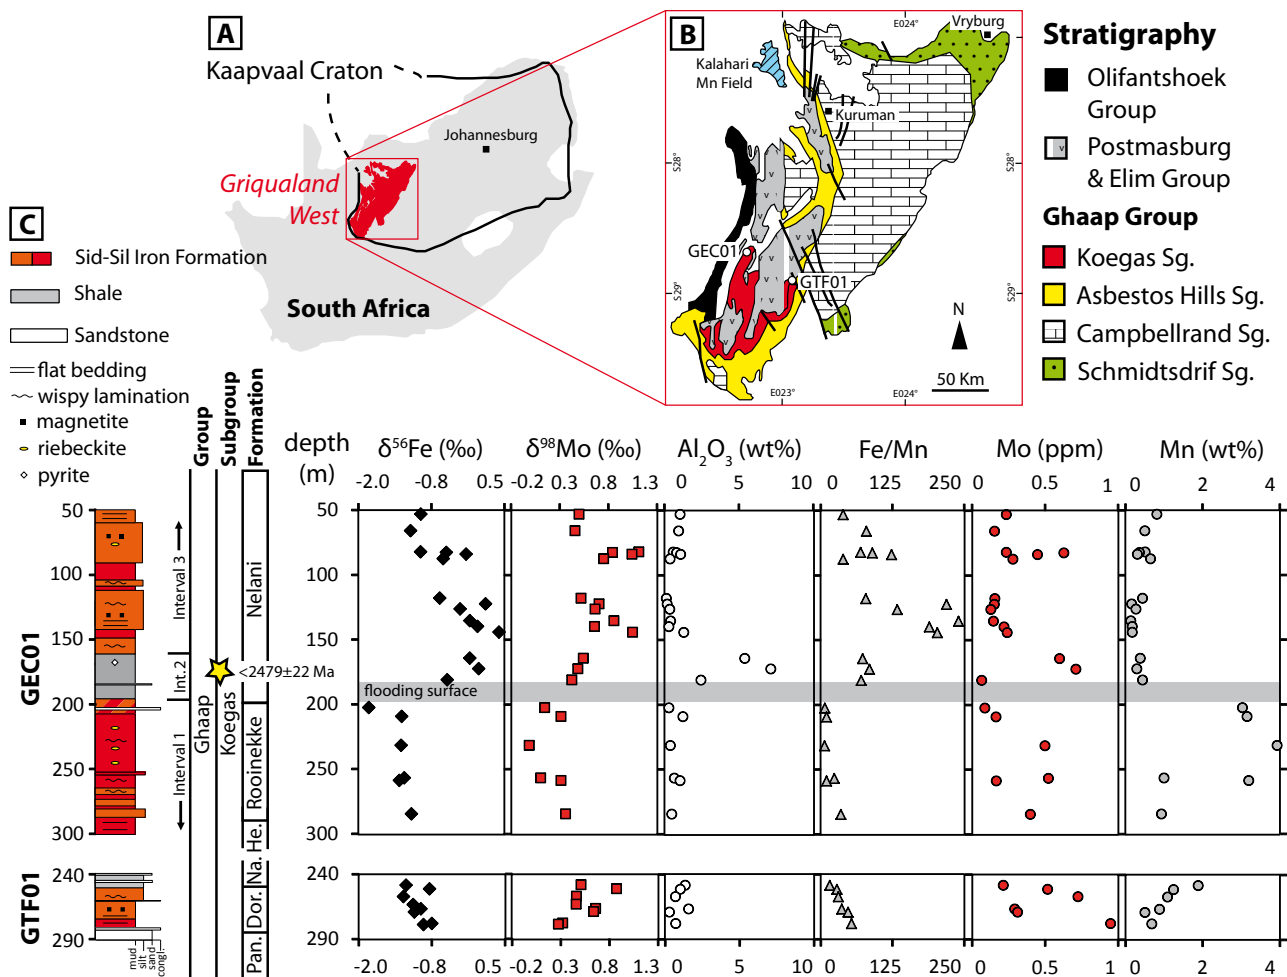 A
Kaapvaal Craton
Johannesburg
Griqualand
West
South Africa
B
Kalahari
Mn Field
E024°
Vryburg
Kuruman
S28°
S28°
GEC01
GTF01
S29°
S29°
N
50 Km
E023°
E024°
Stratigraphy
Olifantshoek
Group
v
Postmasburg
& Elim Group
Ghaap Group
Koegas Sg.
Asbestos Hills Sg.
Campbellrand Sg.
Schmidtsdrif Sg.
C
Sid-Sil Iron Formation
Shale
Sandstone
flat bedding
wispy lamination
magnetite
riebeckite
pyrite
Group
Subgroup
Formation
depth
(m)
δ56Fe (‰)
δ98Mo (‰)
Al2O3 (wt%)
Fe/Mn
Mo (ppm)
Mn (wt%)
-2.0 -0.8 0.5
-0.2 0.3 0.8 1.3
0 5 10
0 125 250
0 0.5 1
0 2 4
GEC01
50
100
150
200
250
300
Interval 3
Int.2
Interval 1
Ghaap
Koegas
Nelani
Rooinekke
He.
Na.
Dor.
Pan.
<2479±22 Ma
flooding surface
GTF01
240
290
mud
silt
sand
congl.
-2.0 -0.8 0.5
-0.2 0.3 0.8 1.3
0 5 10
0 125 250
0 0.5 1
0 2 4